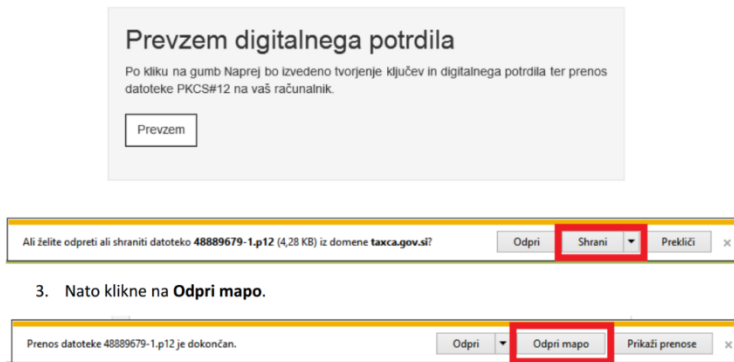 Prevzem digitalnega potrdila
Po kliku na gumb Naprej bo izvedeno tvorjenje ključev in digitalnega potrdila ter prenos
datoteke PKCS#12 na vaš računalnik.
Prevzem
Ali želite odpreti ali shraniti datoteko 48889679-1.p12 (4,28 KB) iz domene taxca.gov.si? Odpri Shrani Prekliči
3. Nato klikne na Odpri mapo.
Prenos datoteke 48889679-1.p12 je dokončan. Odpri Odpri mapo Prikaži prenose